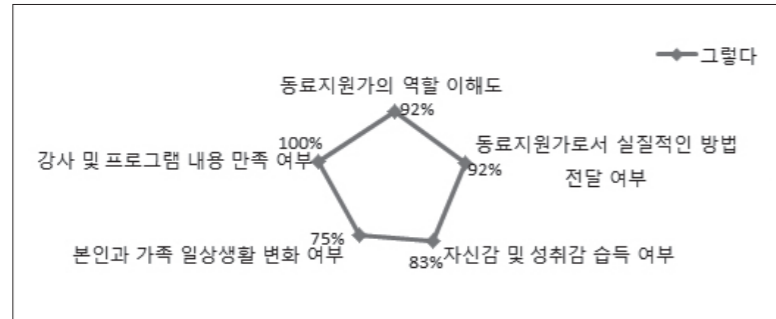 그렇다
동료지원가의 역할 이해도
92%
100%
강사 및 프로그램 내용 만족 여부
동료지원가로서 실질적인 방법
92%
전달 여부
75%
본인과 가족 일상생활 변화 여부
83%
자신감 및 성취감 습득 여부